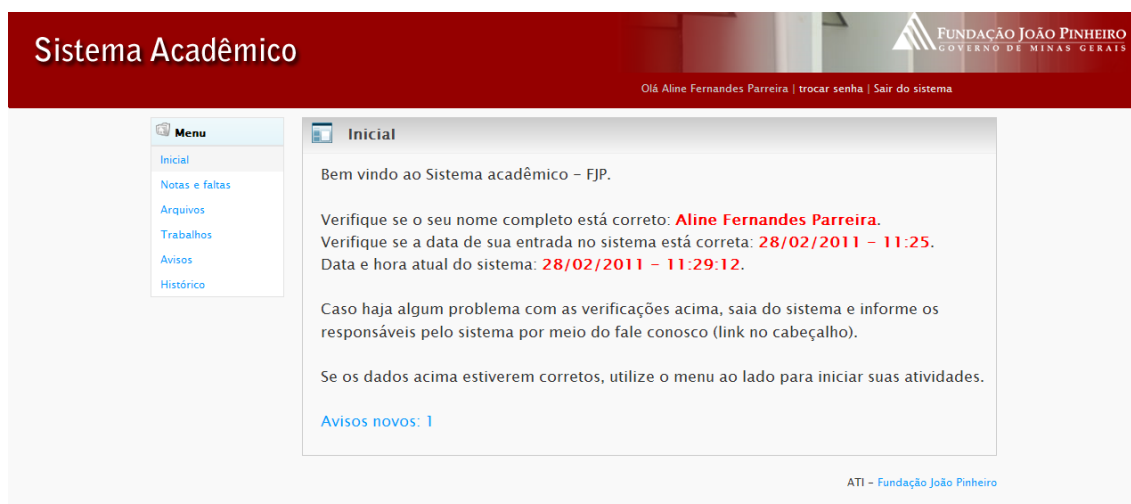 Sistema Acadêmico
FUNDAÇÃO JOÃO PINHEIRO
GOVERNO DE MINAS GERAIS
Olá Aline Fernandes Parreira | trocar senha | Sair do sistema
Menu
Inicial
Notas e faltas
Arquivos
Trabalhos
Avisos
Histórico
Inicial
Bem vindo ao Sistema acadêmico – FJP.
Verifique se o seu nome completo está correto: Aline Fernandes Parreira.
Verifique se a data de sua entrada no sistema está correta: 28/02/2011 – 11:25.
Data e hora atual do sistema: 28/02/2011 – 11:29:12.
Caso haja algum problema com as verificações acima, saia do sistema e informe os
responsáveis pelo sistema por meio do fale conosco (link no cabeçalho).
Se os dados acima estiverem corretos, utilize o menu ao lado para iniciar suas atividades.
Avisos novos: 1
ATI – Fundação João Pinheiro